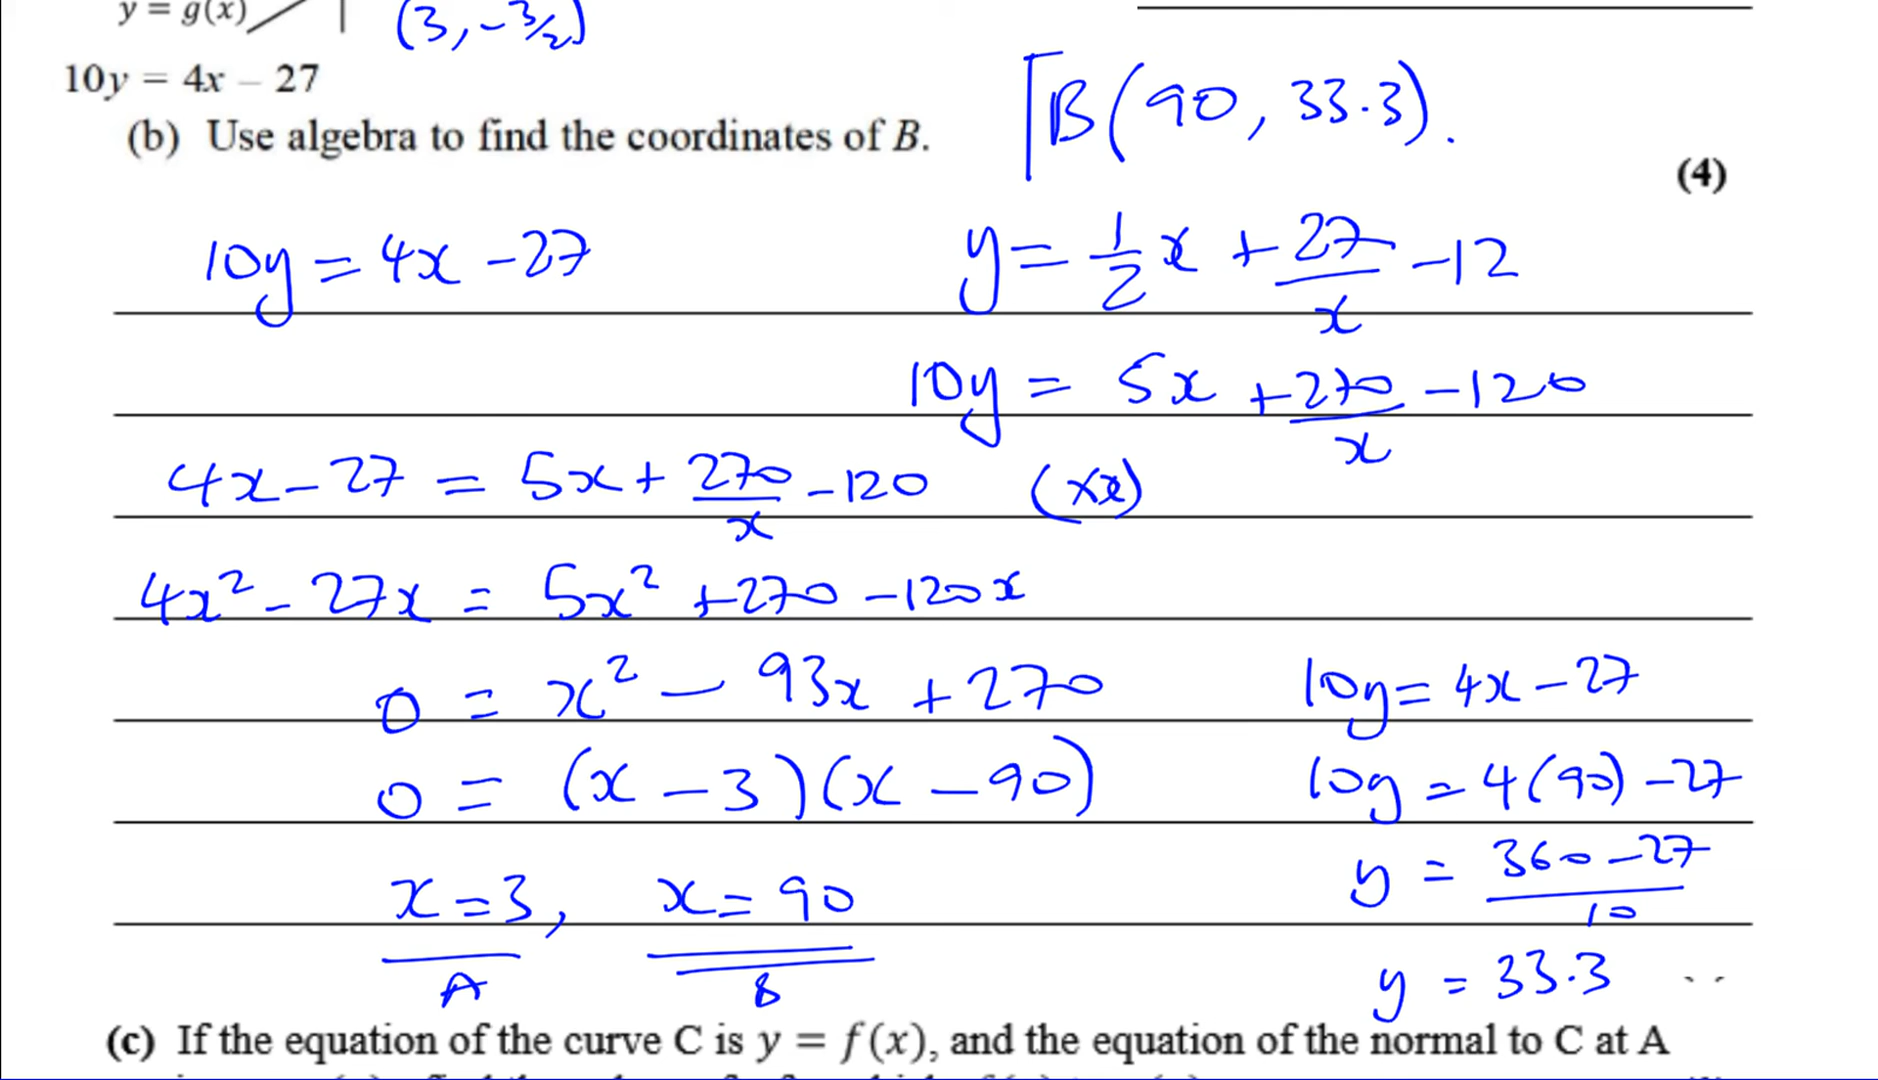 y = g(x)
(3, -3/2)
10y = 4x – 27
(b) Use algebra to find the coordinates of B.
B(90, 33.3).
(4)
10y = 4x - 27
y = 1/2 x + 27/x - 12
10y = 5x + 270/x - 120
4x - 27 = 5x + 270/x - 120 (×x)
4x² - 27x = 5x² + 270 - 120x
0 = x² - 93x + 270
10y = 4x - 27
0 = (x - 3)(x - 90)
10y = 4(90) - 27
y = 360 - 27/10
x = 3, x = 90
A B
y = 33.3
(c) If the equation of the curve C is y = f(x), and the equation of the normal to C at A